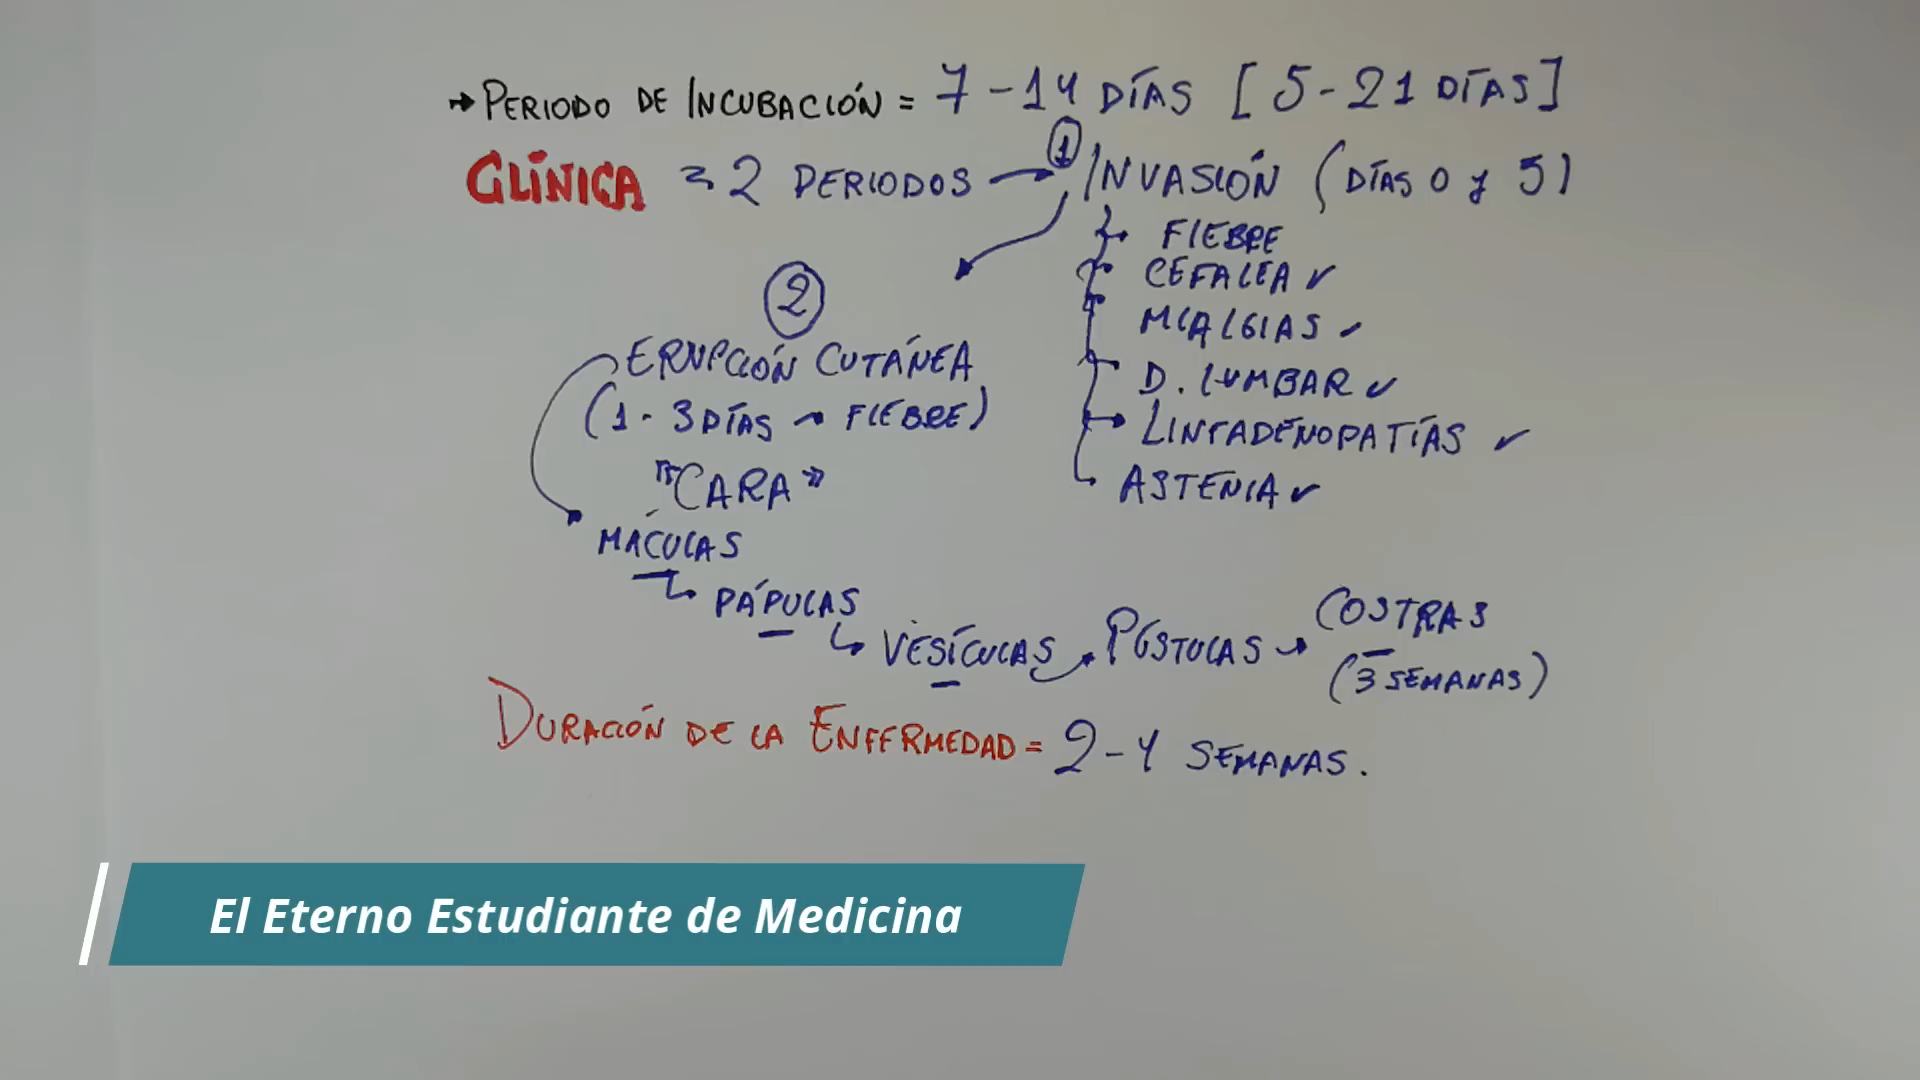 → PERIODO DE INCUBACIÓN = 7 - 14 DÍAS [ 5 - 21 DÍAS ]
CLÍNICA = 2 PERIODOS → 1 INVASIÓN (DÍAS 0 y 5)
→ FIEBRE
CEFALEA ✓
MIALGIAS ✓
D. LUMBAR ✓
→ LINFADENOPATÍAS ✓
ASTENIA ✓
2
ERUPCIÓN CUTÁNEA
(1 - 3 DÍAS → FIEBRE)
"CARA"
MÁCULAS
↳ PÁPULAS
↳ VESÍCULAS → PÚSTULAS → COSTRAS
(3 SEMANAS)
DURACIÓN DE LA ENFERMEDAD = 2 - 4 SEMANAS.
El Eterno Estudiante de Medicina